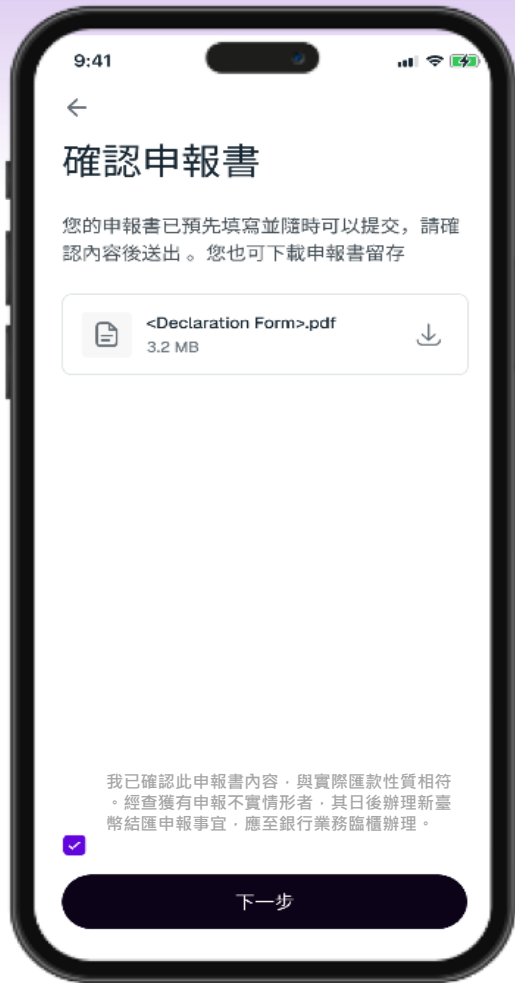 9:41
確認申報書
您的申報書已預先填寫並隨時可以提交，請確
認內容後送出。您也可下載申報書留存
<Declaration Form>.pdf
3.2 MB
我已確認此申報書內容，與實際匯款性質相符
。經查獲有申報不實情形者，其日後辦理新臺
幣結匯申報事宜，應至銀行業務臨櫃辦理。
下一步